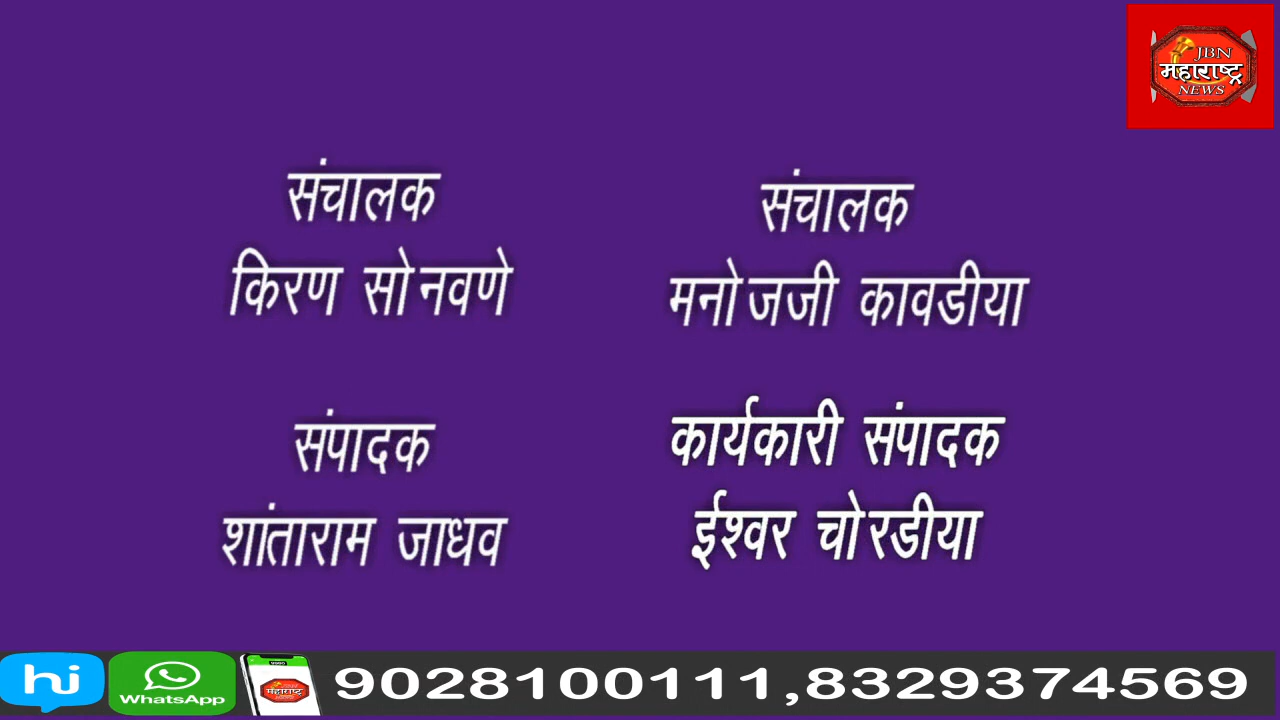 JBN
महाराष्ट्र
NEWS
संचालक
किरण सोनवणे
संचालक
मनोजजी कावडीया
संपादक
शांताराम जाधव
कार्यकारी संपादक
ईश्वर चोरडीया
hi
WhatsApp
महाराष्ट्र
9028100111,8329374569